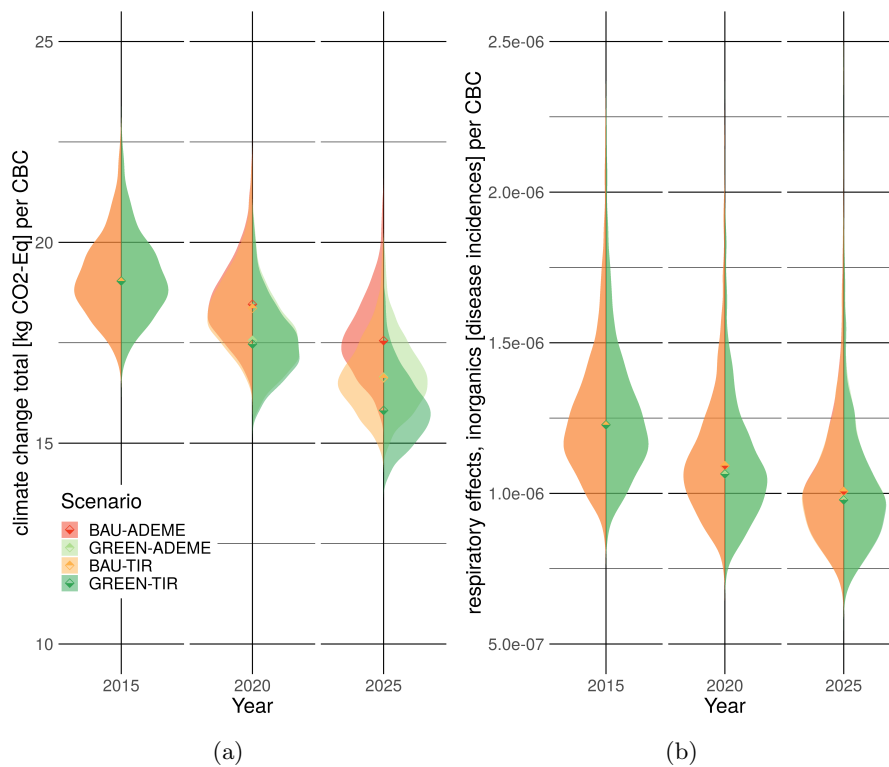 climate change total [kg CO2-Eq] per CBC
25
20
15
10
Scenario
BAU-ADEME
GREEN-ADEME
BAU-TIR
GREEN-TIR
2015 2020 2025
Year
(a)
respiratory effects, inorganics [disease incidences] per CBC
2.5e-06
2.0e-06
1.5e-06
1.0e-06
5.0e-07
2015 2020 2025
Year
(b)